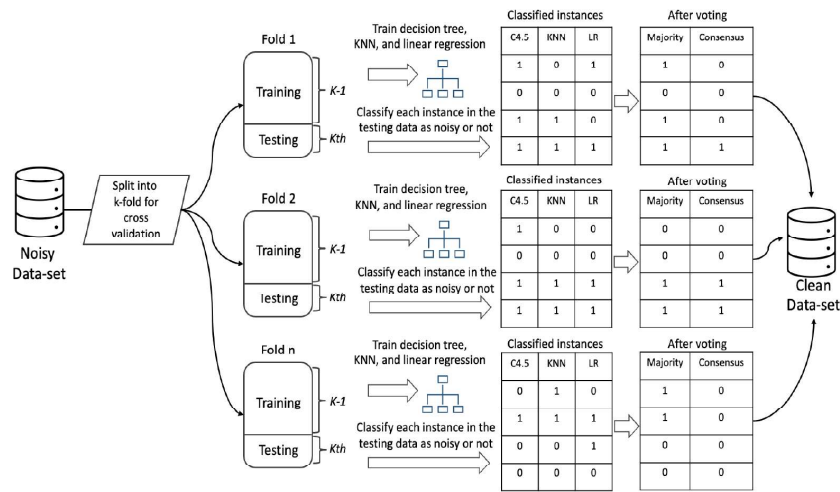 Noisy
Data-set
Split into
k-fold for
cross
validation
Fold 1
Training
K-1
Testing
Kth
Train decision tree,
KNN, and linear regression
Classify each instance in the
testing data as noisy or not
Classified instances
C4.5 KNN LR
1 0 1
0 0 0
1 1 0
1 1 1
After voting
Majority Consensus
1 0
0 0
1 0
1 1
Fold 2
Training
K-1
Testing
Kth
Train decision tree,
KNN, and linear regression
Classify each instance in the
testing data as noisy or not
Classified instances
C4.5 KNN LR
1 0 0
0 0 0
1 1 1
1 1 1
After voting
Majority Consensus
0 0
0 0
1 1
1 1
Fold n
Training
K-1
Testing
Kth
Train decision tree,
KNN, and linear regression
Classify each instance in the
testing data as noisy or not
Classified instances
C4.5 KNN LR
0 1 0
1 1 1
0 0 1
0 0 0
After voting
Majority Consensus
1 0
1 0
0 0
0 0
Clean
Data-set